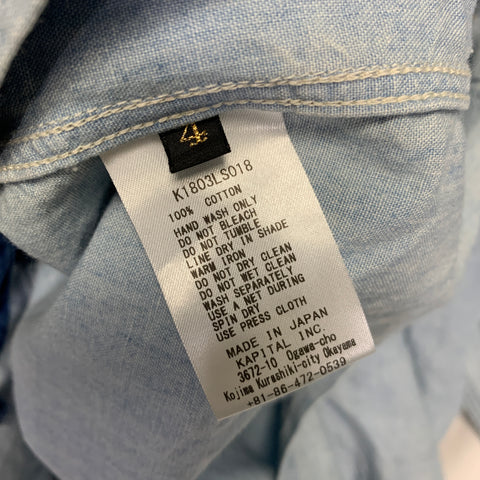 4
K1803LS018
100% COTTON
HAND WASH ONLY
DO NOT BLEACH
DO NOT TUMBLE
LINE DRY IN SHADE
WARM IRON
DO NOT DRY CLEAN
DO NOT WET CLEAN
WASH SEPARATELY
USE A NET DURING
SPIN DRY
USE PRESS CLOTH
MADE IN JAPAN
KAPITAL INC.
3672-10 Ogawa-cho
Kojima Kurashiki-city Okayama
+81-86-472-0539